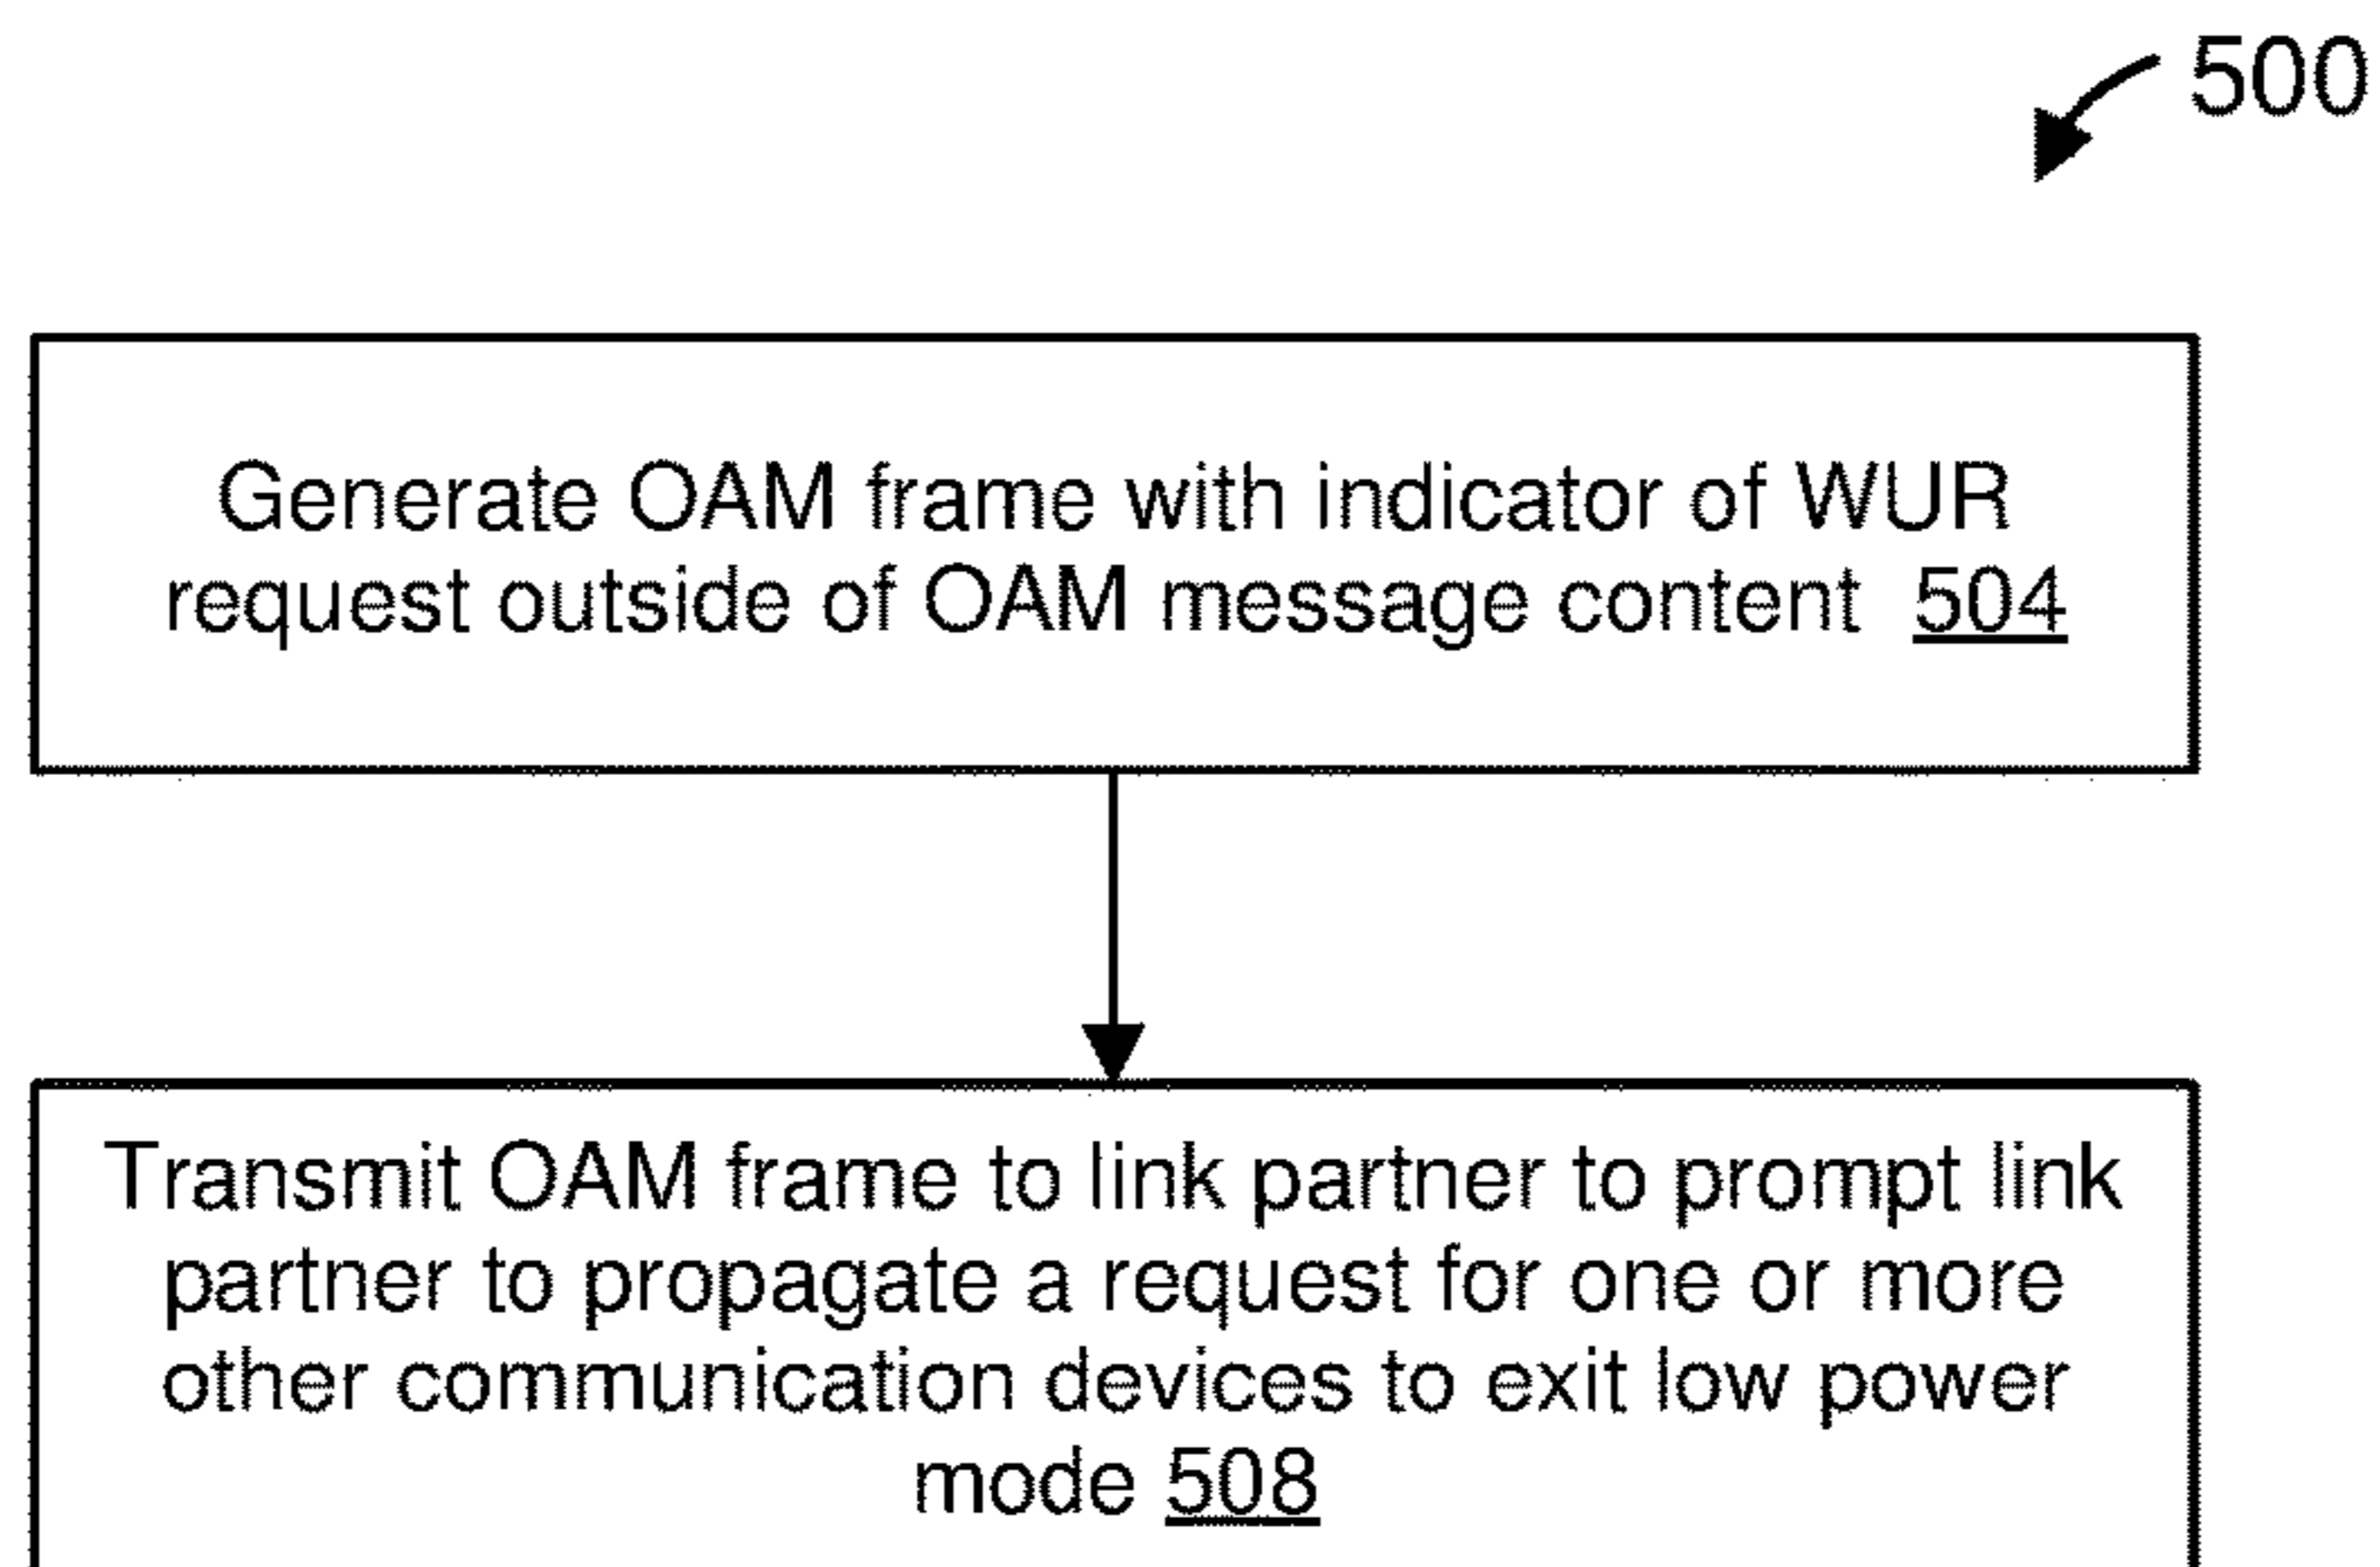 500
Generate OAM frame with indicator of WUR
request outside of OAM message content 504
Transmit OAM frame to link partner to prompt link
partner to propagate a request for one or more
other communication devices to exit low power
mode 508